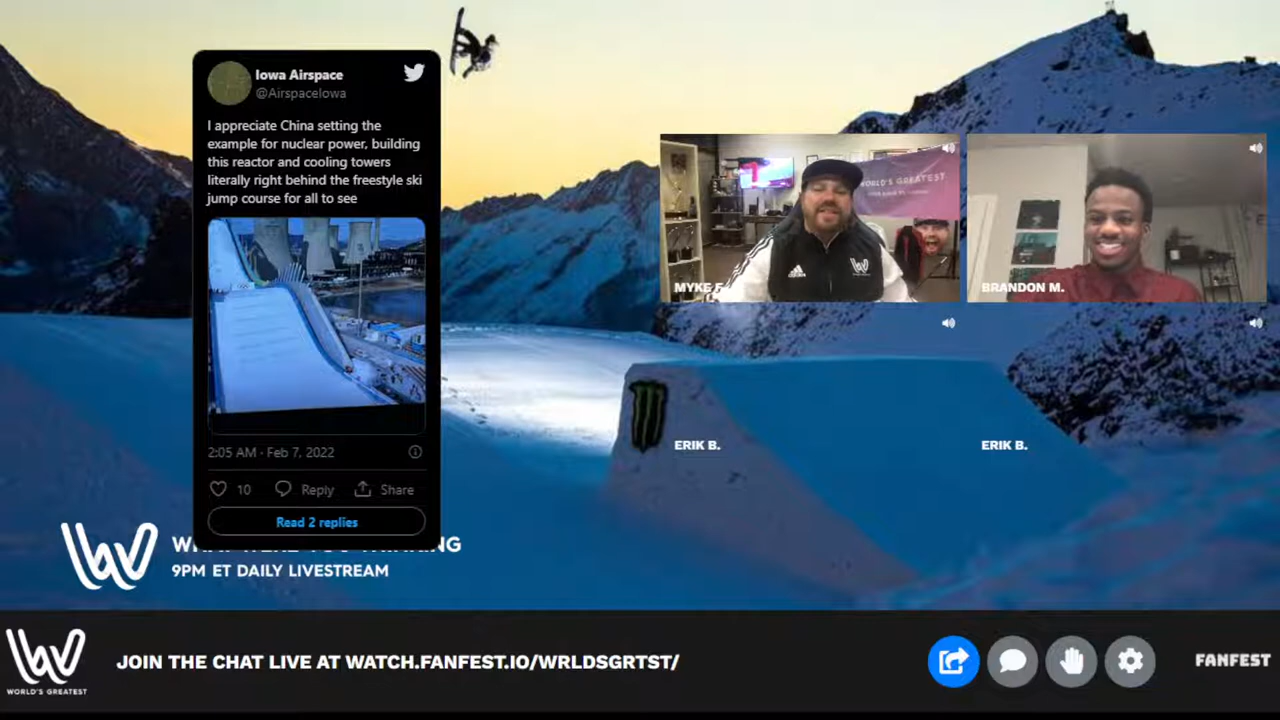 Iowa Airspace
@AirspaceIowa
I appreciate China setting the
example for nuclear power, building
this reactor and cooling towers
literally right behind the freestyle ski
jump course for all to see
2:05 AM · Feb 7, 2022
10
Reply
Share
Read 2 replies
WORLD'S GREATEST
MYKE F.
BRANDON M.
ERIK B.
ERIK B.
9PM ET DAILY LIVESTREAM
WORLD'S GREATEST
JOIN THE CHAT LIVE AT WATCH.FANFEST.IO/WRLDSGRTST/
FANFEST